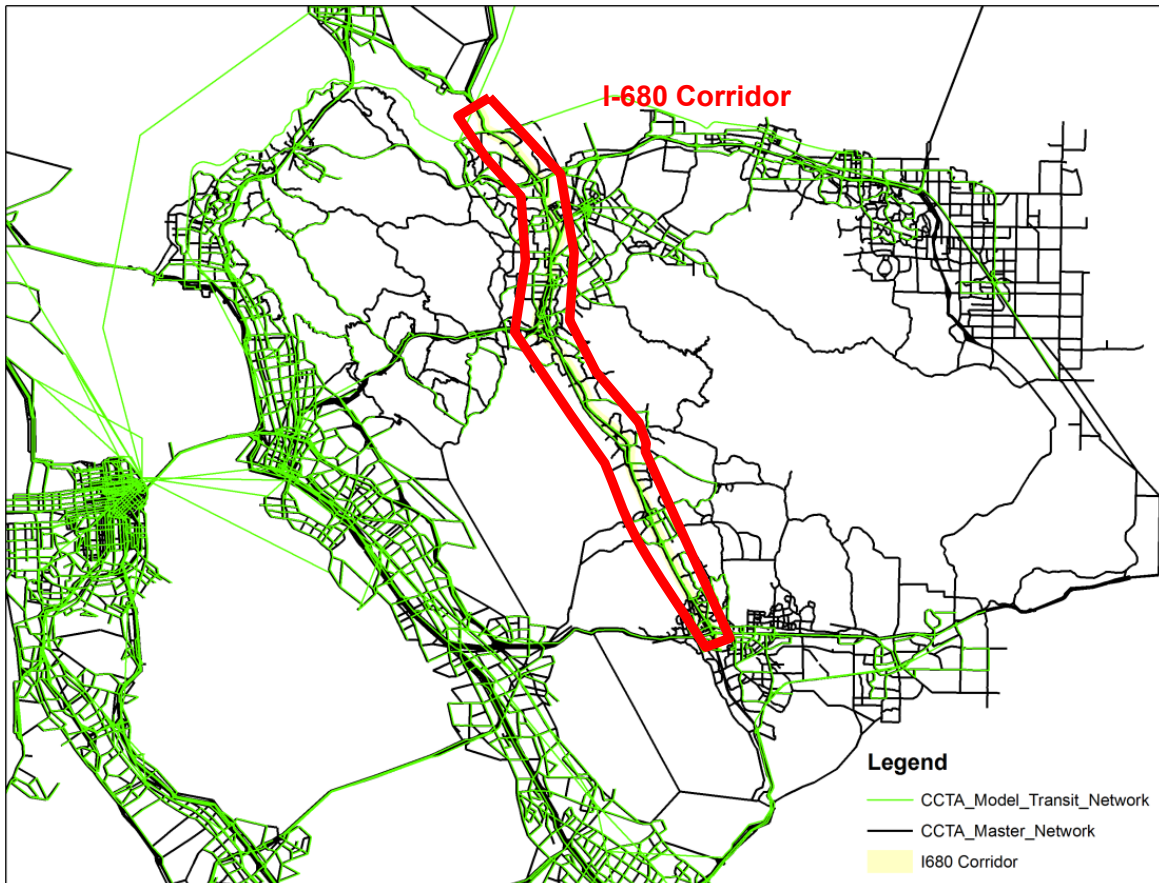 I-680 Corridor
Legend
CCTA_Model_Transit_Network
CCTA_Master_Network
I680 Corridor